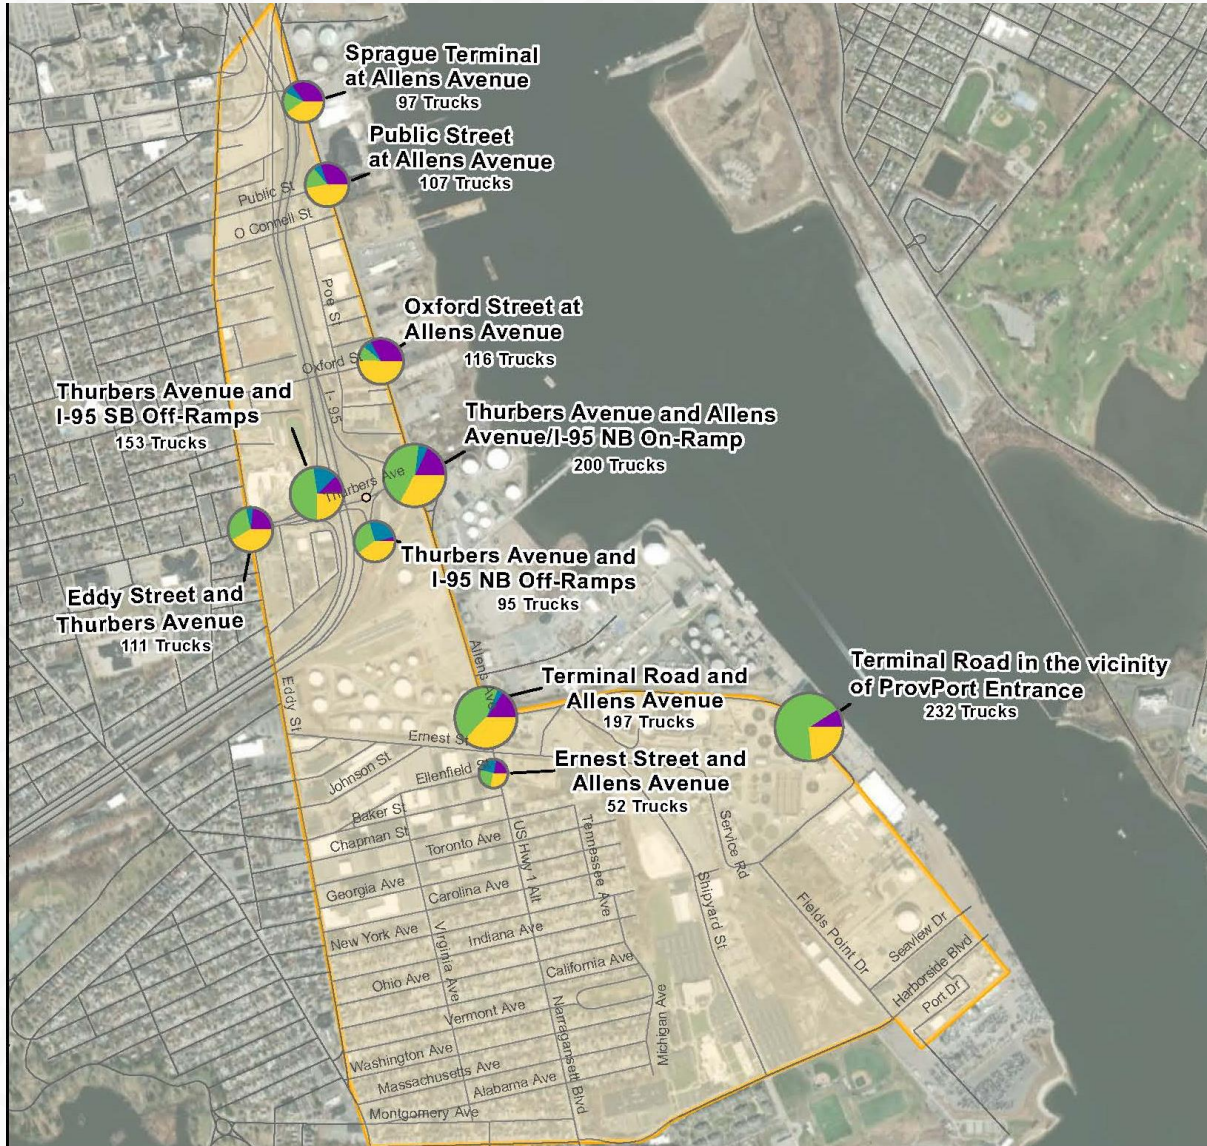 Sprague Terminal
at Allens Avenue
97 Trucks
Public Street
at Allens Avenue
107 Trucks
Public St
O Connell St
Poe St
Oxford Street at
Allens Avenue
116 Trucks
Oxford St
I-95
Thurbers Avenue and
I-95 SB Off-Ramps
153 Trucks
Thurbers Avenue and Allens
Avenue/I-95 NB On-Ramp
200 Trucks
Thurbers Ave
Thurbers Avenue and
I-95 NB Off-Ramps
95 Trucks
Eddy Street and
Thurbers Avenue
111 Trucks
Allens Ave
Terminal Road and
Allens Avenue
197 Trucks
Terminal Road in the vicinity
of ProvPort Entrance
232 Trucks
Eddy St
Ernest St
Ernest Street and
Allens Avenue
52 Trucks
Johnson St
Ellenfield St
Baker St
Chapman St
Toronto Ave
US Hwy 1 Alt
Tennessee Ave
Service Rd
Georgia Ave
Carolina Ave
Shipyard St
Fields Point Dr
Seaview Dr
New York Ave
Virginia Ave
Indiana Ave
Harborside Blvd
Ohio Ave
California Ave
Port Dr
Vermont Ave
Narragansett Blvd
Michigan Ave
Washington Ave
Massachusetts Ave
Alabama Ave
Montgomery Ave